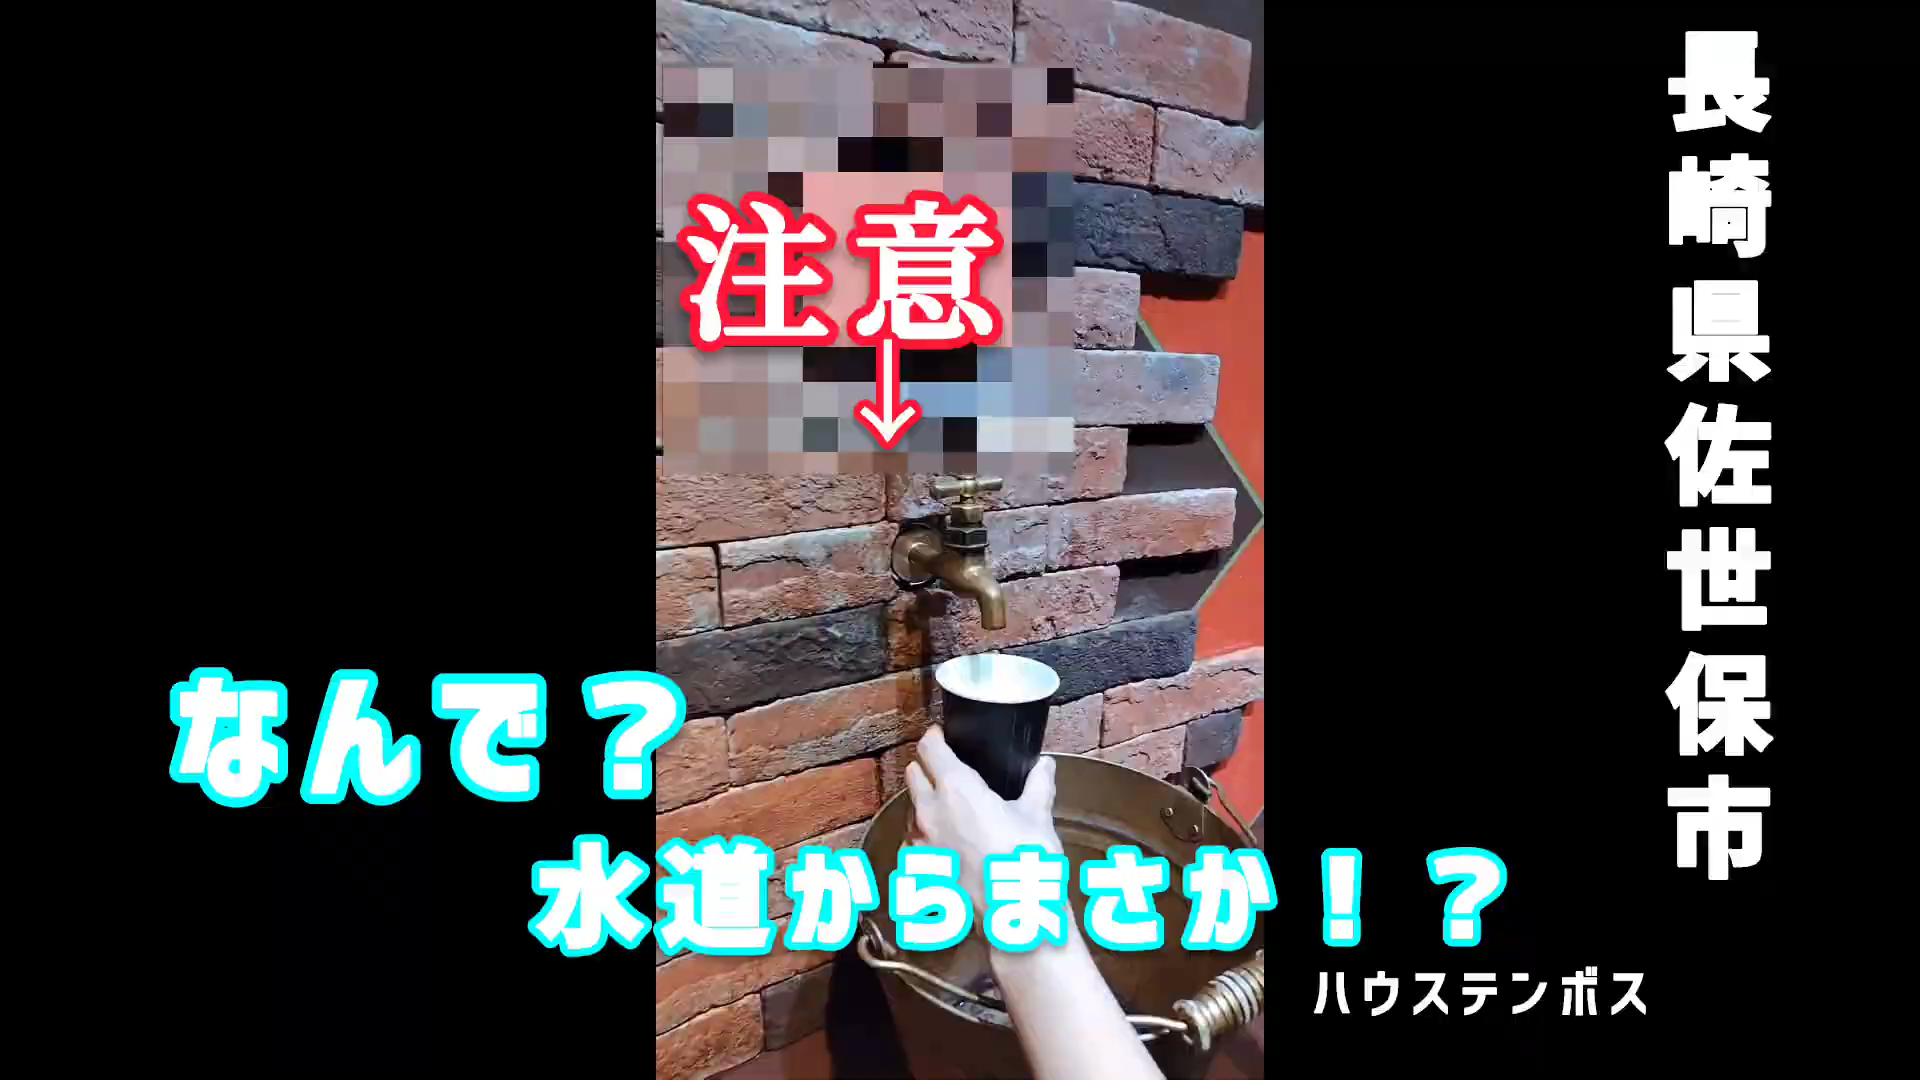 長崎県佐世保市
注意
↓
なんで？
水道からまさか！？
ハウステンボス